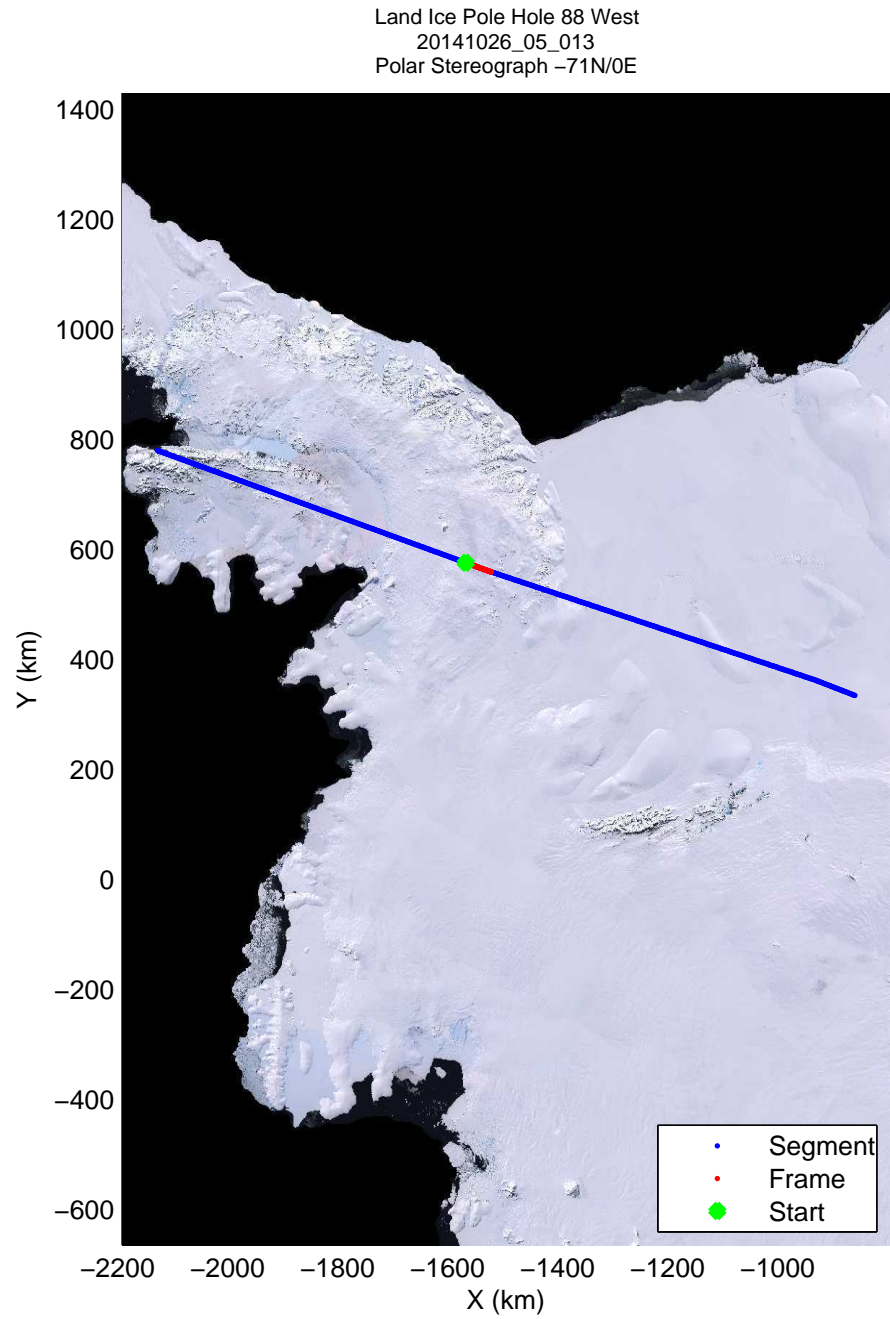 Land Ice Pole Hole 88 West
20141026_05_013
Polar Stereograph −71N/0E
1400
1200
1000
800
600
400
200
0
−200
−400
−600
Y (km)
−2200 −2000 −1800 −1600 −1400 −1200 −1000
X (km)
Segment
Frame
Start